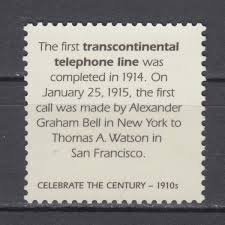 The first transcontinental
telephone line was
completed in 1914. On
January 25, 1915, the first
call was made by Alexander
Graham Bell in New York to
Thomas A. Watson in
San Francisco.
CELEBRATE THE CENTURY – 1910s